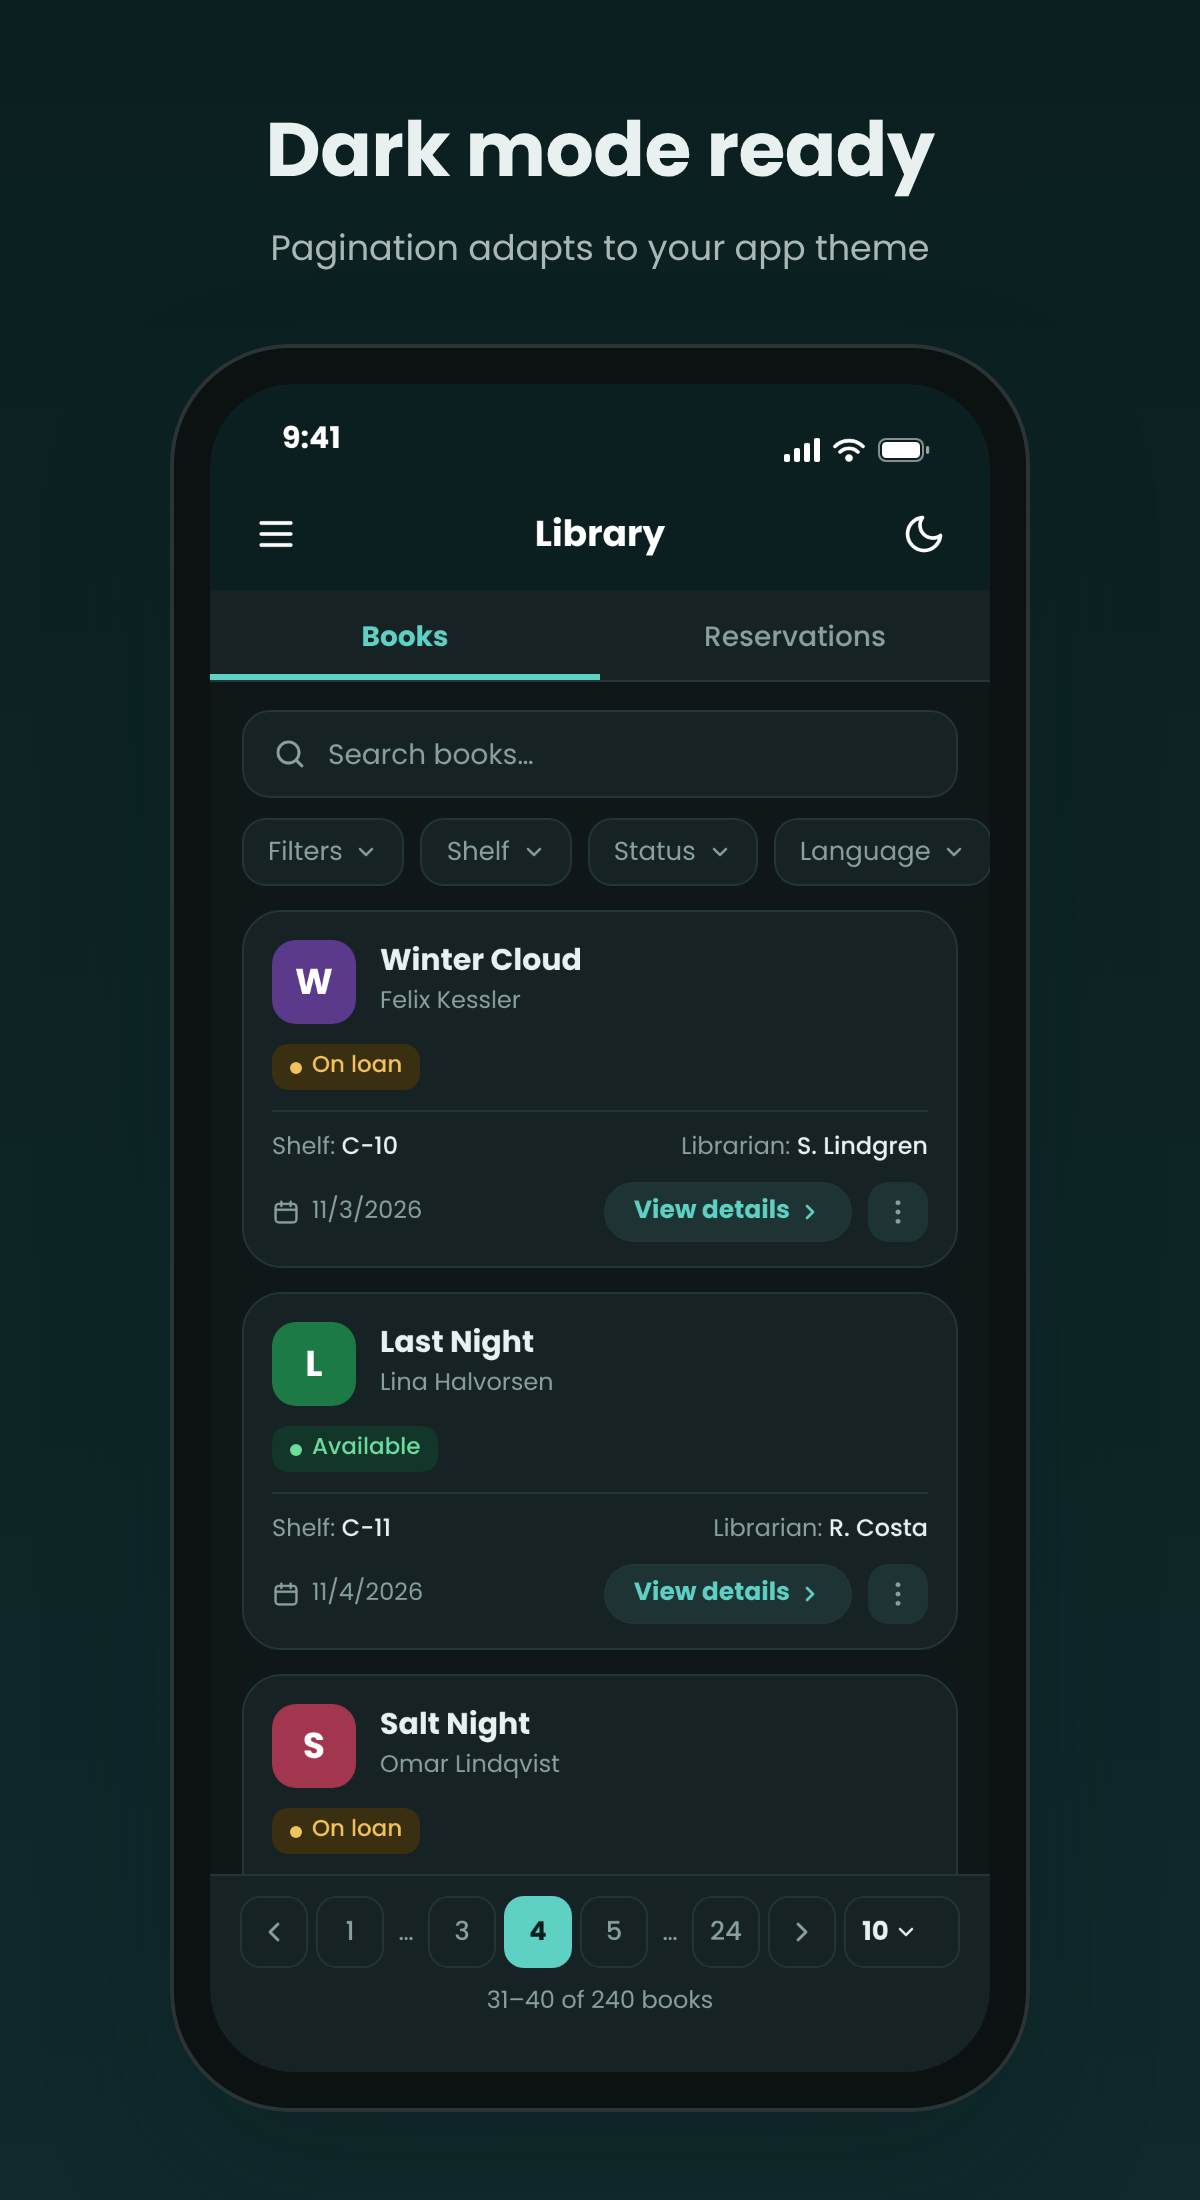 Dark mode ready
Pagination adapts to your app theme
9:41
Library
Books Reservations
Search books...
Filters Shelf Status Language
W Winter Cloud
Felix Kessler
On loan
Shelf: C-10 Librarian: S. Lindgren
11/3/2026 View details
L Last Night
Lina Halvorsen
Available
Shelf: C-11 Librarian: R. Costa
11/4/2026 View details
S Salt Night
Omar Lindqvist
On loan
1 ... 3 4 5 ... 24 10
31–40 of 240 books